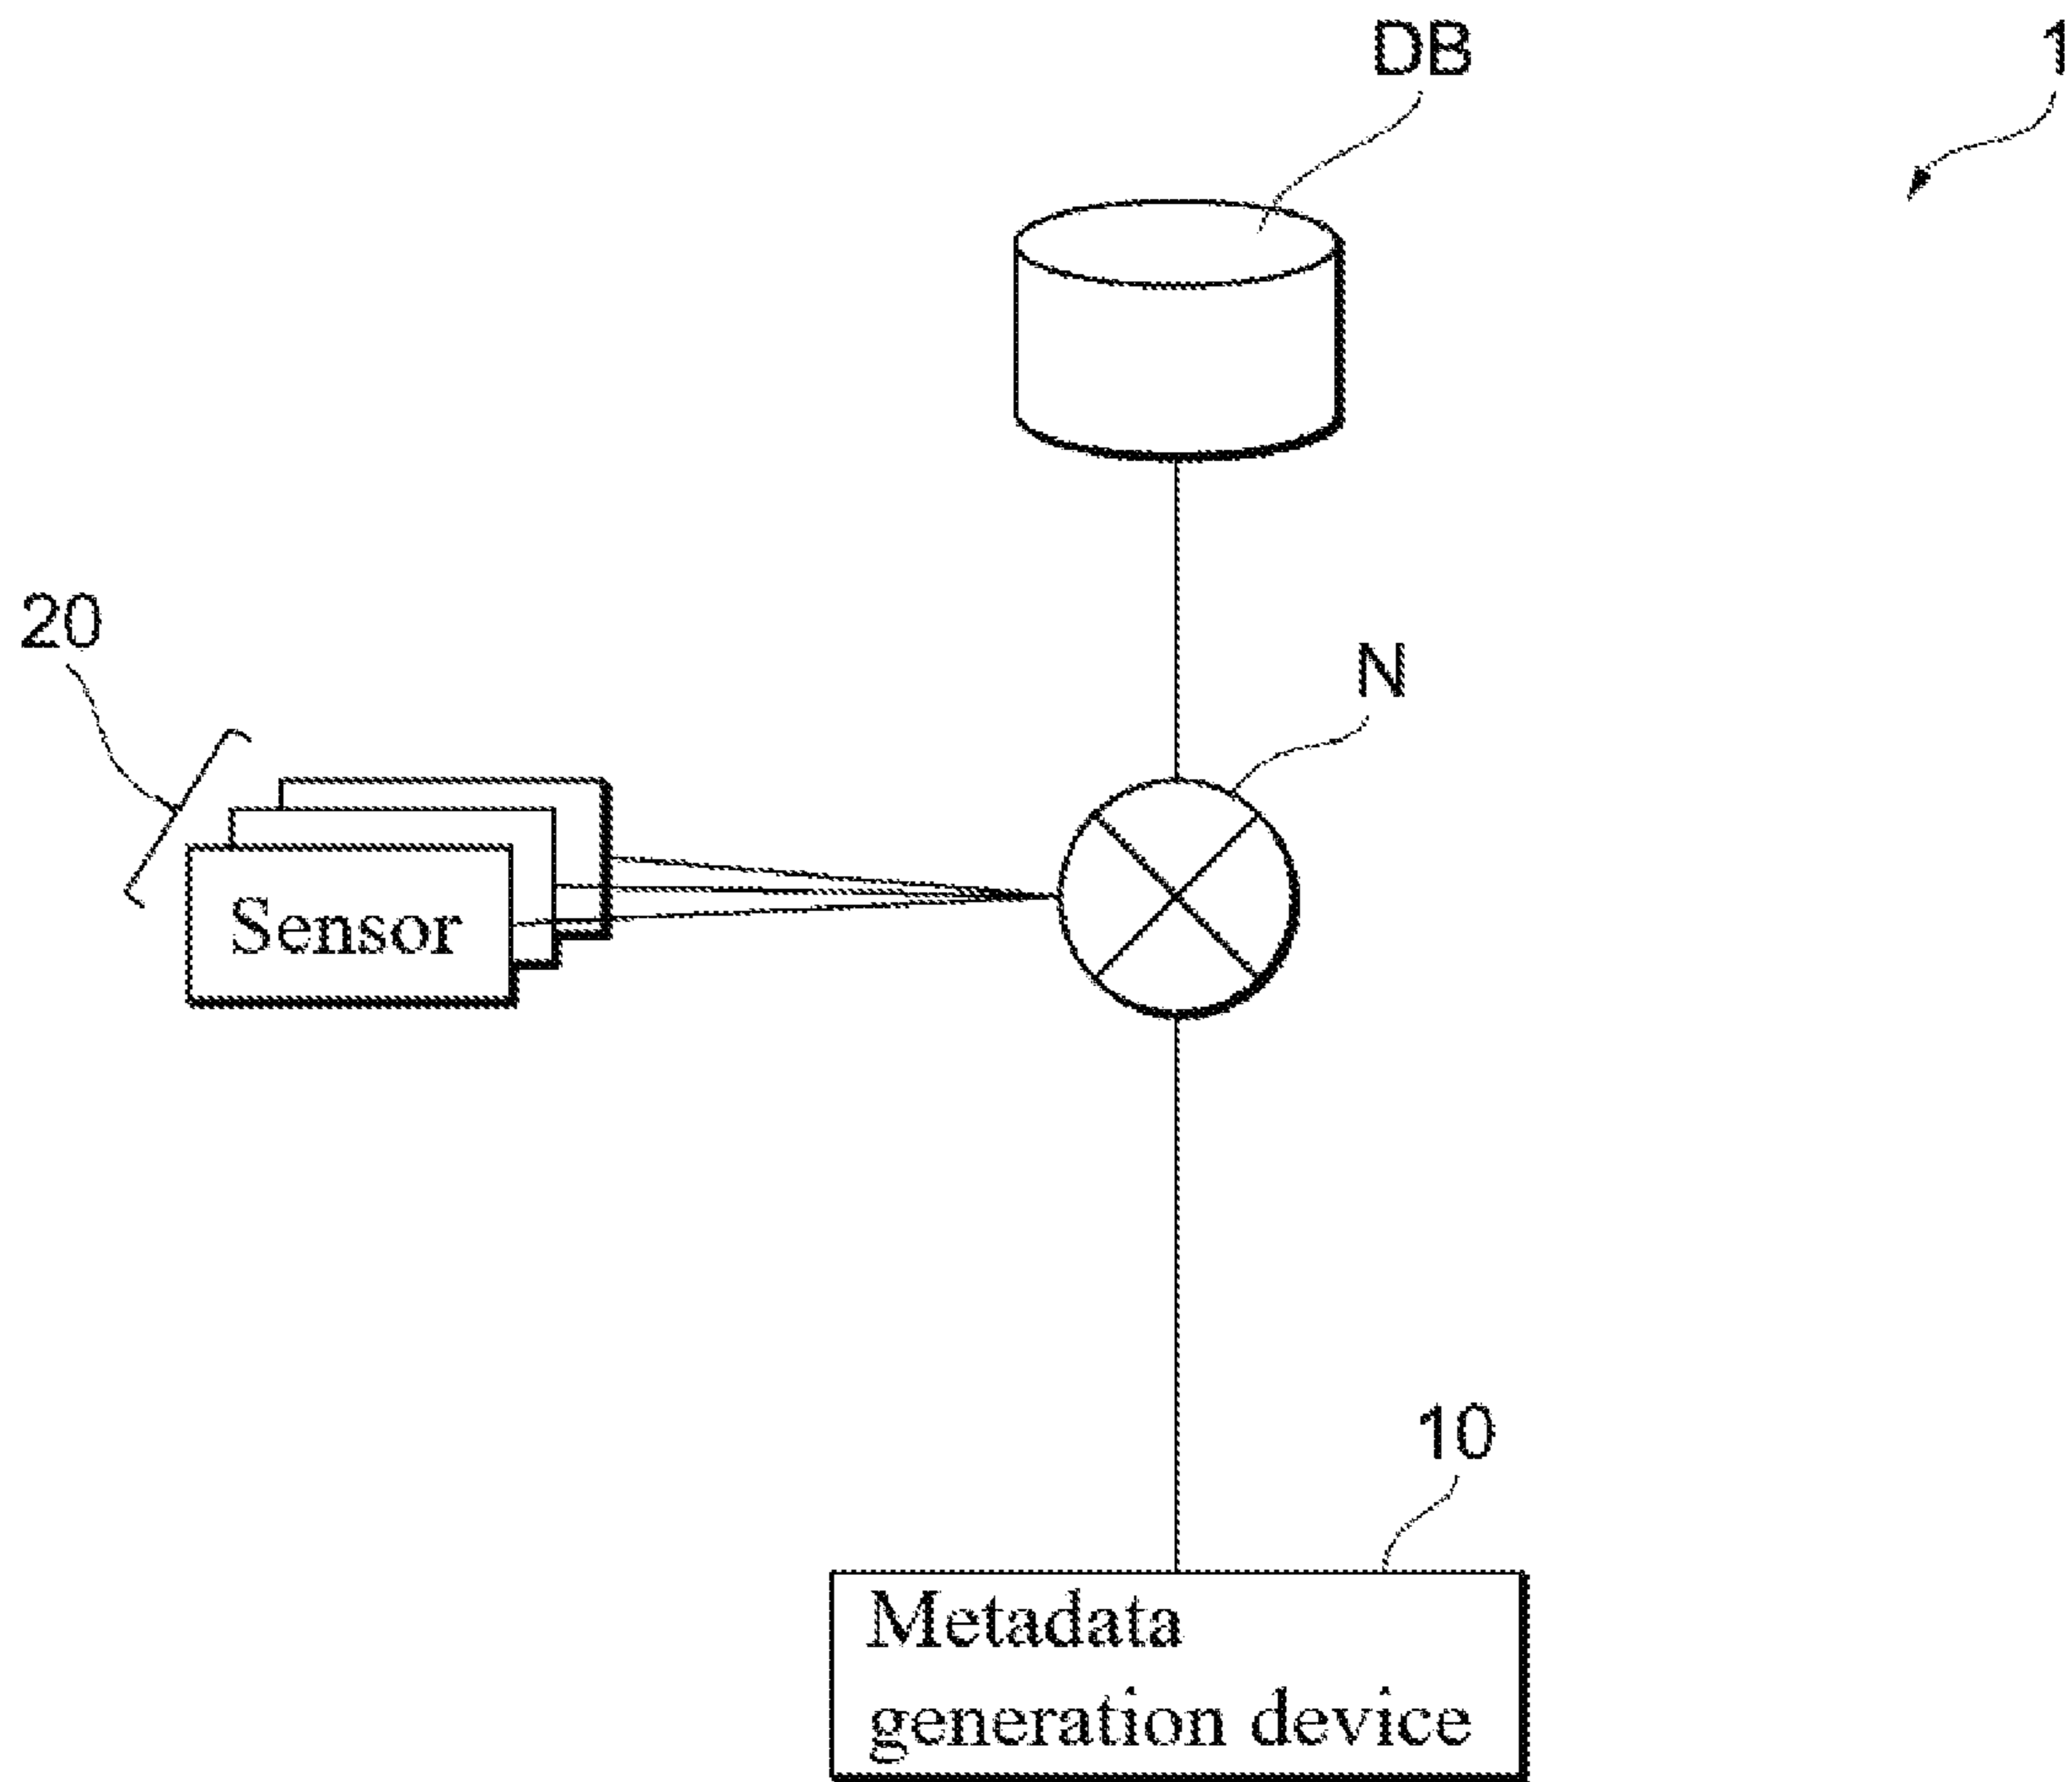 DB
1
20
N
Sensor
10
Metadata
generation device